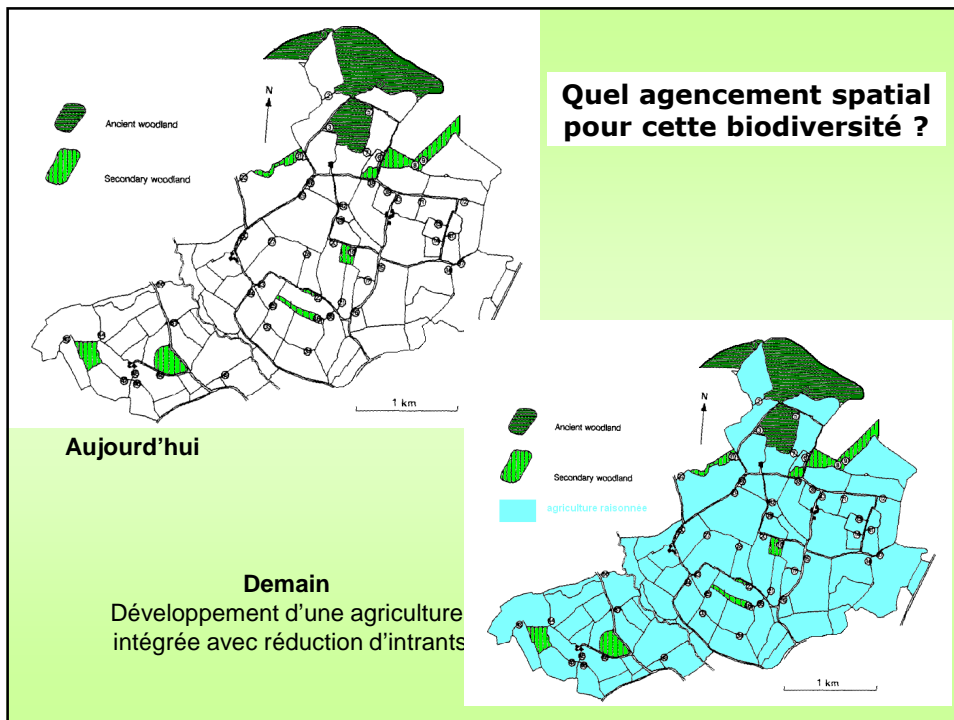 Quel agencement spatial
pour cette biodiversité ?
N
Ancient woodland
Secondary woodland
1 km
Aujourd'hui
N
Ancient woodland
Secondary woodland
agriculture raisonnée
1 km
Demain
Développement d'une agriculture
intégrée avec réduction d'intrants